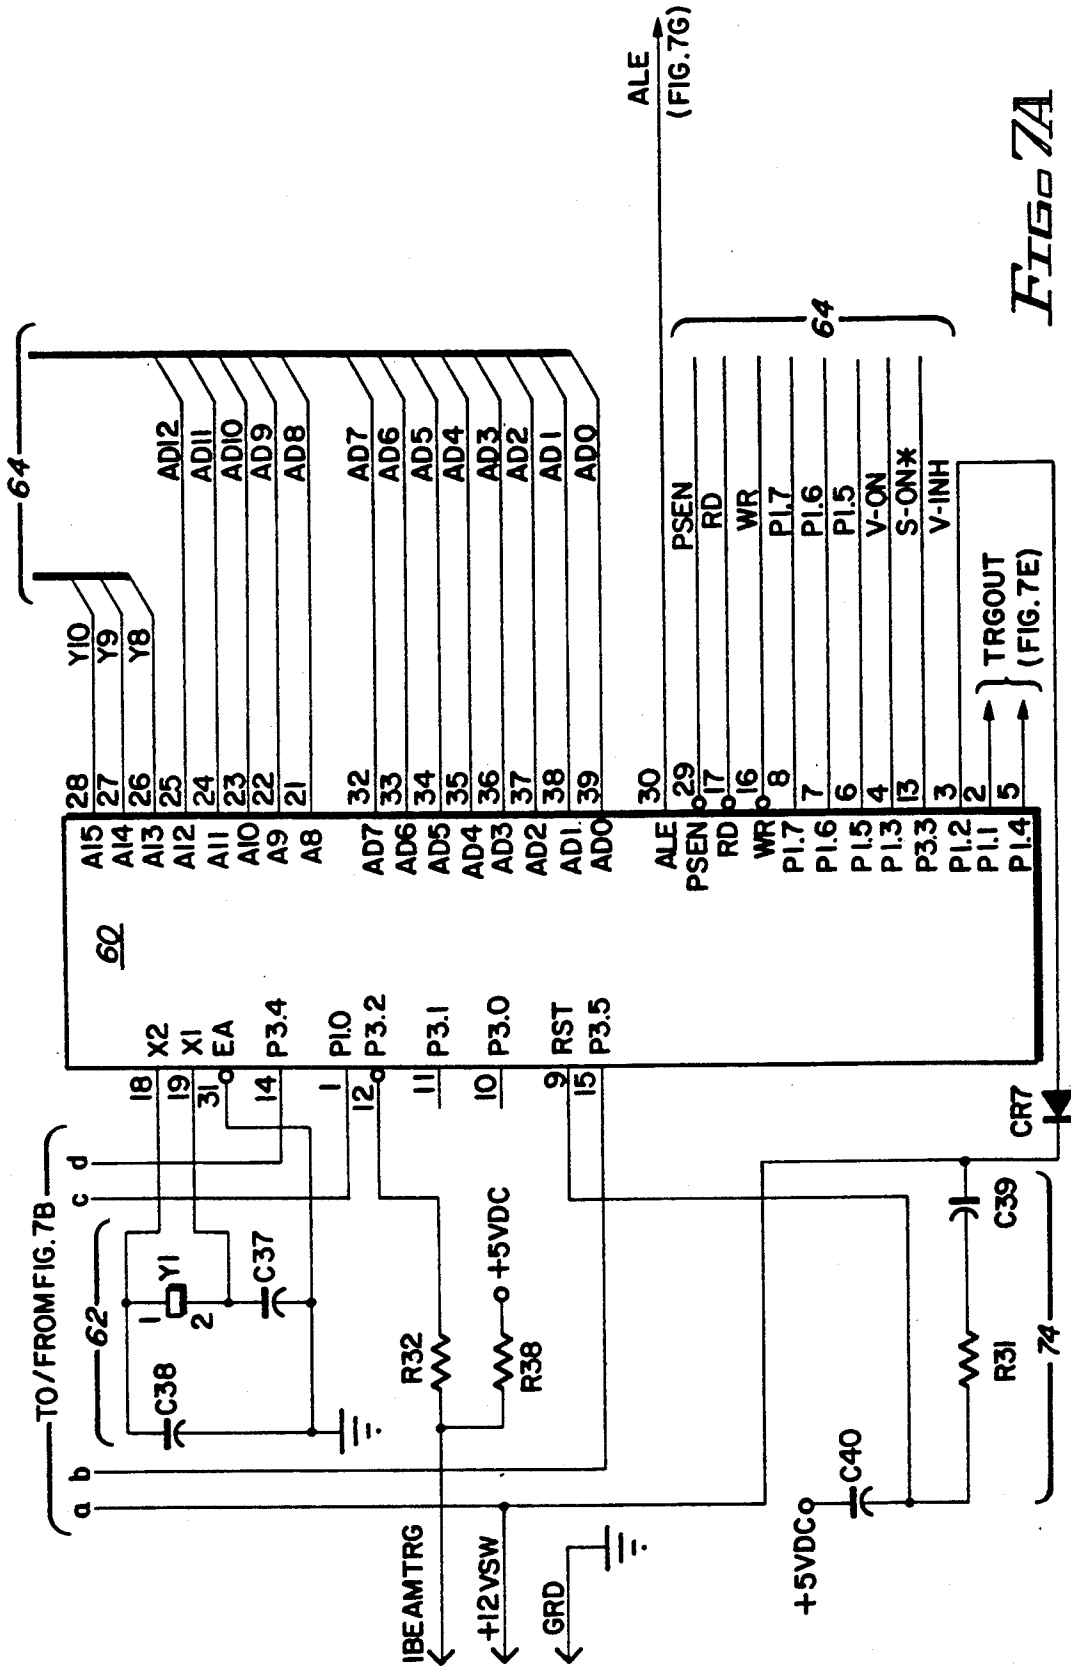 TO/FROM FIG. 7B
a b c d
62
C38
1 Y1
2
C37
IBEAMTRG
R32
+12VSW
R38
+5VDC
GRD
+5VDC
C40
R31
C39
74
CR7
60
18 X2
19 X1
31 EA
14 P3.4
1 P1.0
12 P3.2
11 P3.1
10 P3.0
9 RST
15 P3.5
64
A15 28 Y10
A14 27 Y9
A13 26 Y8
A12 25 AD12
A11 24 AD11
A10 23 AD10
A9 22 AD9
A8 21 AD8
AD7 32 AD7
AD6 33 AD6
AD5 34 AD5
AD4 35 AD4
AD3 36 AD3
AD2 37 AD2
AD1 38 AD1
AD0 39 AD0
ALE 30 ALE
(FIG. 7G)
PSEN 29 PSEN
RD 17 RD
WR 16 WR
P1.7 8 P1.7
P1.6 7 P1.6
P1.5 6 P1.5
P1.3 4 V-ON
P3.3 13 S-ON*
P1.2 3 V-INH
P1.1 2
P1.4 5
64
TRGOUT
(FIG. 7E)
FIG. 7A